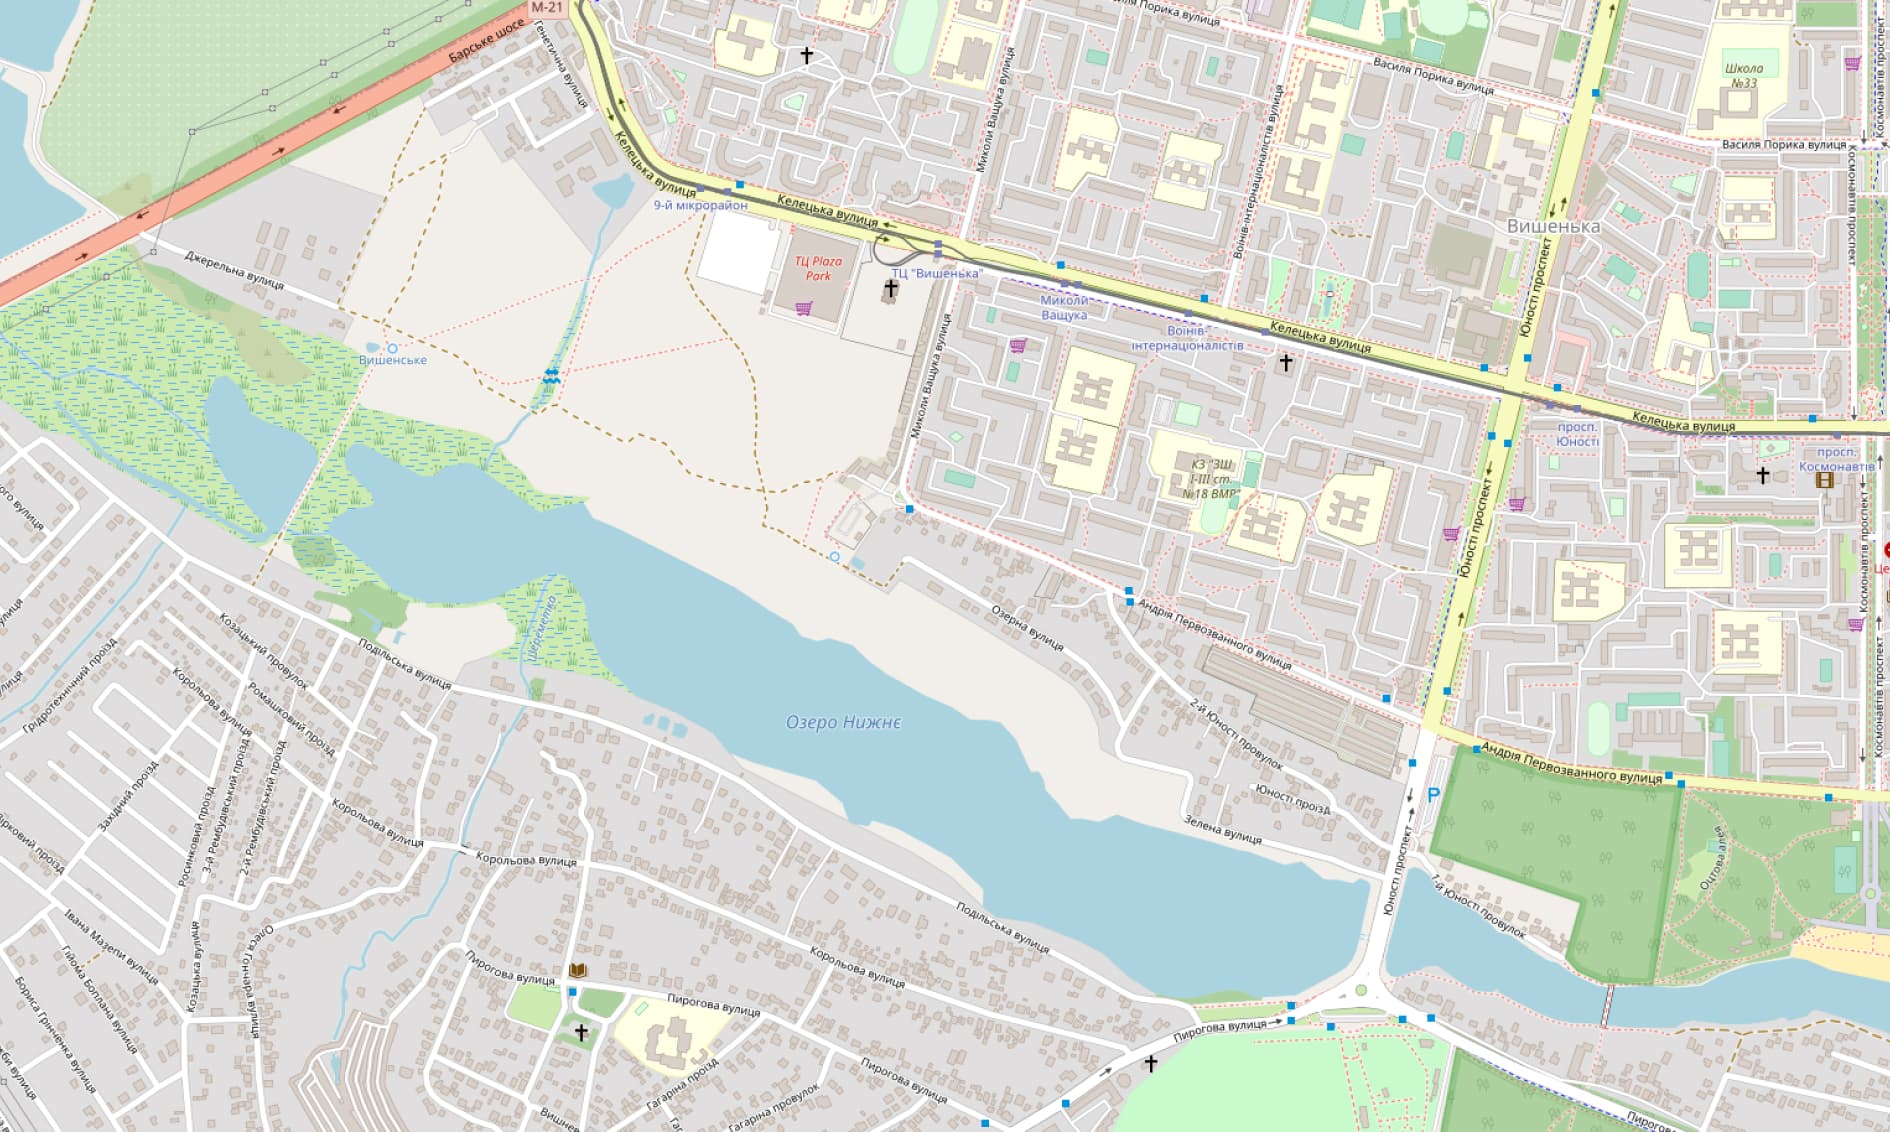 М-21
Барське шосе
Генетична вулиця
Василя Порика вулиця
Василя Порика вулиця
Василя Порика вулиця
Школа
№33
Космонавтів проспект
Космонавтів проспект
Миколи Ващука вулиця
Воїнів-інтернаціоналістів вулиця
Келецька вулиця
9-й мікрорайон
Келецька вулиця
Вишенька
Юності проспект
Джерельна вулиця
ТЦ Plaza
Park
ТЦ "Вишенька"
Миколи
Ващука
Воїнів-
інтернаціоналістів
Келецька вулиця
Вишенське
Миколи Ващука вулиця
Келецька вулиця
просп.
Юності
просп.
Космонавтів
КЗ "ЗШ
І-ІІІ ст.
№18 ВМР"
Юності проспект
Космонавтів проспект
Космонавтів проспект
Це
Андрія Первозванного вулиця
Озерна вулиця
Шереметко
Козацький провулок
Подільська вулиця
Грідротехнічний проїзд
Корольова вулиця
Ромашковий проїзд
Озеро Нижнє
2-й Юності провулок
Андрія Первозванного вулиця
Західний проїзд
Росинковий проїзд
3-й Рембудівський проїзд
2-й Рембудівський проїзд
Юності проїзд
P
Зелена вулиця
Корольова вулиця
Корольова вулиця
Оцтова алея
Юності проспект
1-й Юності провулок
Подільська вулиця
Івана Мазепи вулиця
Козацька вулиця
Олеся Гончара вулиця
Гійома Боплана вулиця
Бориса Грінченка вулиця
Пирогова вулиця
Корольова вулиця
Пирогова вулиця
Пирогова вулиця
Пирогова вулиця
Гагаріна проїзд
Гагаріна провулок
Вишнев
Пирогова